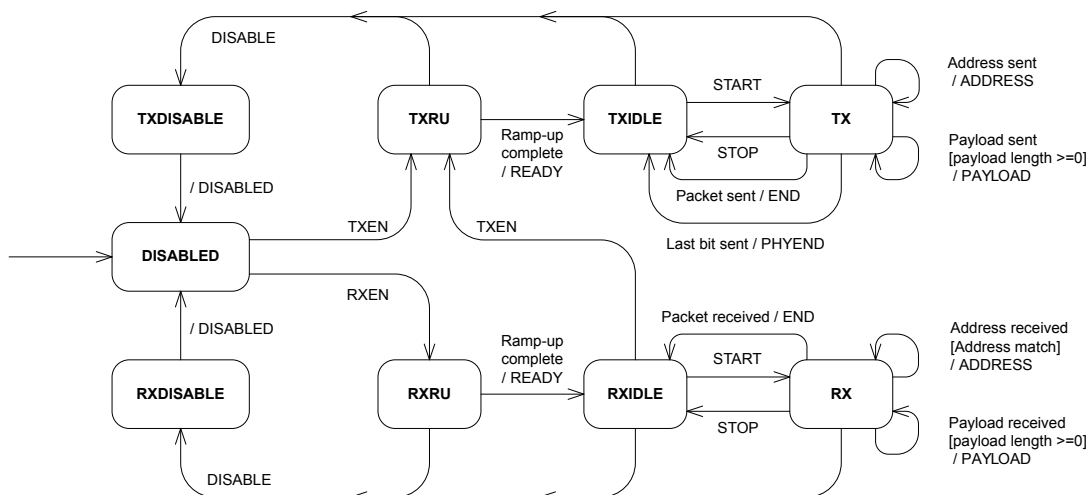 DISABLE
TXDISABLE
TXRU
TXIDLE
TX
START
STOP
Ramp-up
complete
/ READY
Address sent
/ ADDRESS
Payload sent
[payload length >=0]
/ PAYLOAD
Packet sent / END
Last bit sent / PHYEND
/ DISABLED
DISABLED
TXEN
TXEN
RXEN
/ DISABLED
RXDISABLE
RXRU
Ramp-up
complete
/ READY
RXIDLE
Packet received / END
START
STOP
RX
Address received
[Address match]
/ ADDRESS
Payload received
[payload length >=0]
/ PAYLOAD
DISABLE